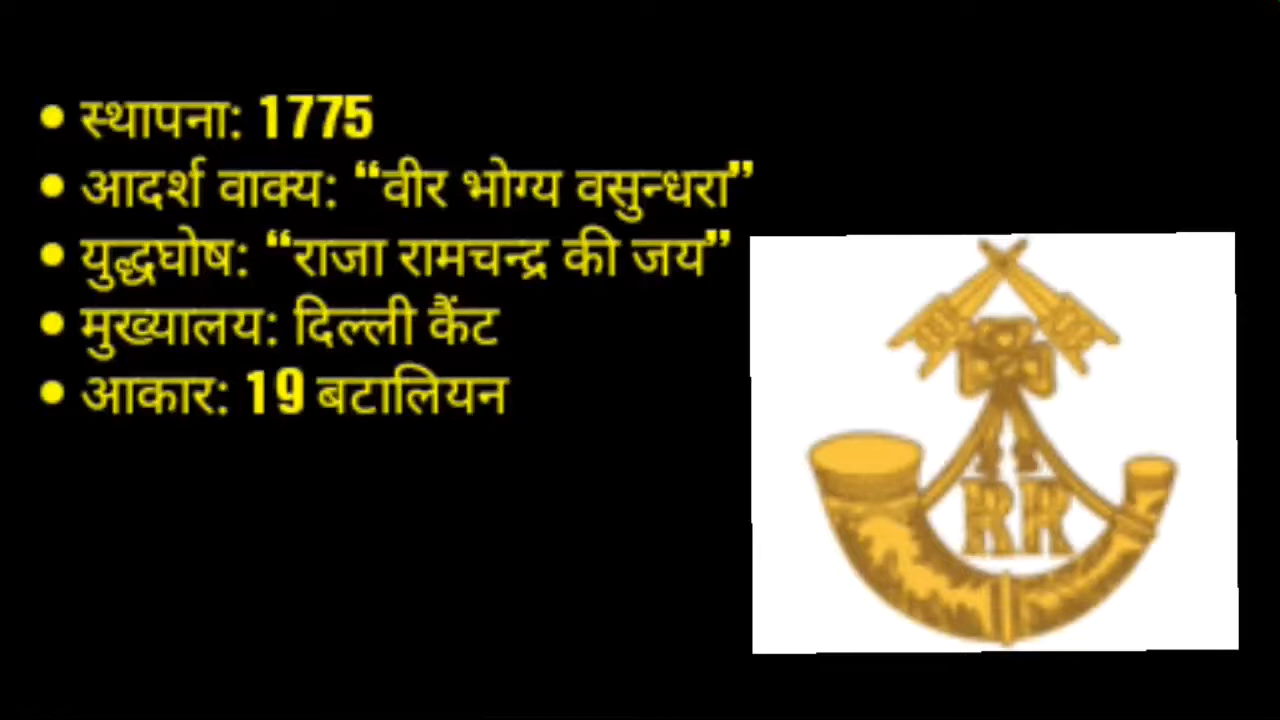 • स्थापना: 1775
• आदर्श वाक्य: “वीर भोग्य वसुन्धरा”
• युद्धघोष: “राजा रामचन्द्र की जय”
• मुख्यालय: दिल्ली कैंट
• आकार: 19 बटालियन
RR